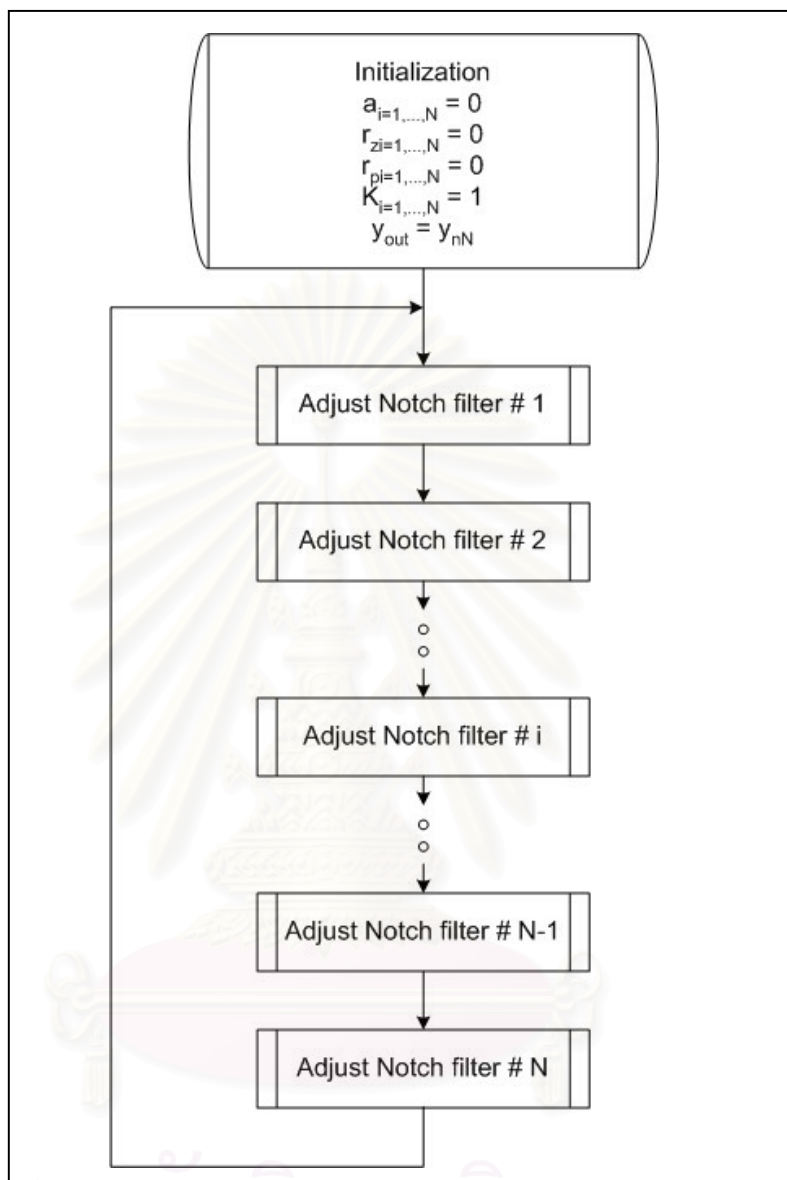 Initialization
a_{i=1,...,N} = 0
r_{zi=1,...,N} = 0
r_{pi=1,...,N} = 0
K_{i=1,...,N} = 1
y_{out} = y_{nN}
Adjust Notch filter # 1
Adjust Notch filter # 2
Adjust Notch filter # i
Adjust Notch filter # N-1
Adjust Notch filter # N